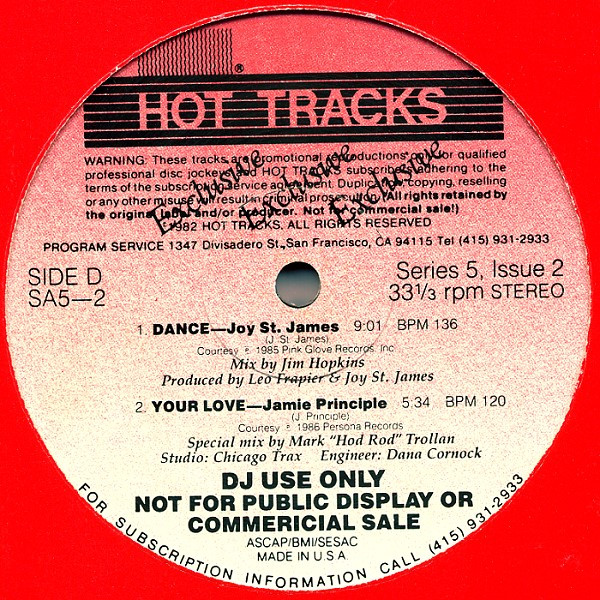 ®
HOT TRACKS
Exclusive Exclusive Exclusive
WARNING: These tracks are promotional reproductions for qualified
professional disc jockeys and HOT TRACKS subscribers adhering to the
terms of the subscriber service agreement. Duplicating, copying, reselling
or any other misuse will result in criminal prosecution. (All rights retained by
the original label and/or producer. Not for commercial sale!)
©1982 HOT TRACKS. ALL RIGHTS RESERVED
PROGRAM SERVICE 1347 Divisadero St., San Francisco, CA 94115 Tel (415) 931-2933
SIDE D
SA5—2
Series 5, Issue 2
33 1/3 rpm STEREO
1. DANCE—Joy St. James 9:01 BPM 136
(J. St. James)
Courtesy ℗ 1985 Pink Glove Records, Inc.
Mix by Jim Hopkins
Produced by Leo Frapier & Joy St. James
2. YOUR LOVE—Jamie Principle 5:34 BPM 120
(J. Principle)
Courtesy ℗ 1986 Persona Records
Special mix by Mark "Hod Rod" Trollan
Studio: Chicago Trax Engineer: Dana Cornock
DJ USE ONLY
NOT FOR PUBLIC DISPLAY OR
COMMERICIAL SALE
ASCAP/BMI/SESAC
MADE IN U.S.A.
FOR SUBSCRIPTION INFORMATION CALL (415) 931-2933